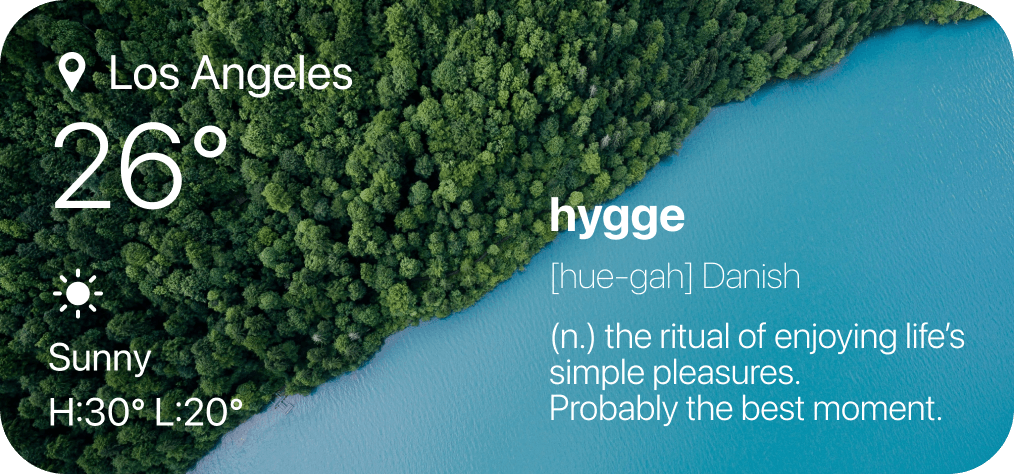 Los Angeles
26°
Sunny
H:30° L:20°
hygge
[hue-gah] Danish
(n.) the ritual of enjoying life's
simple pleasures.
Probably the best moment.